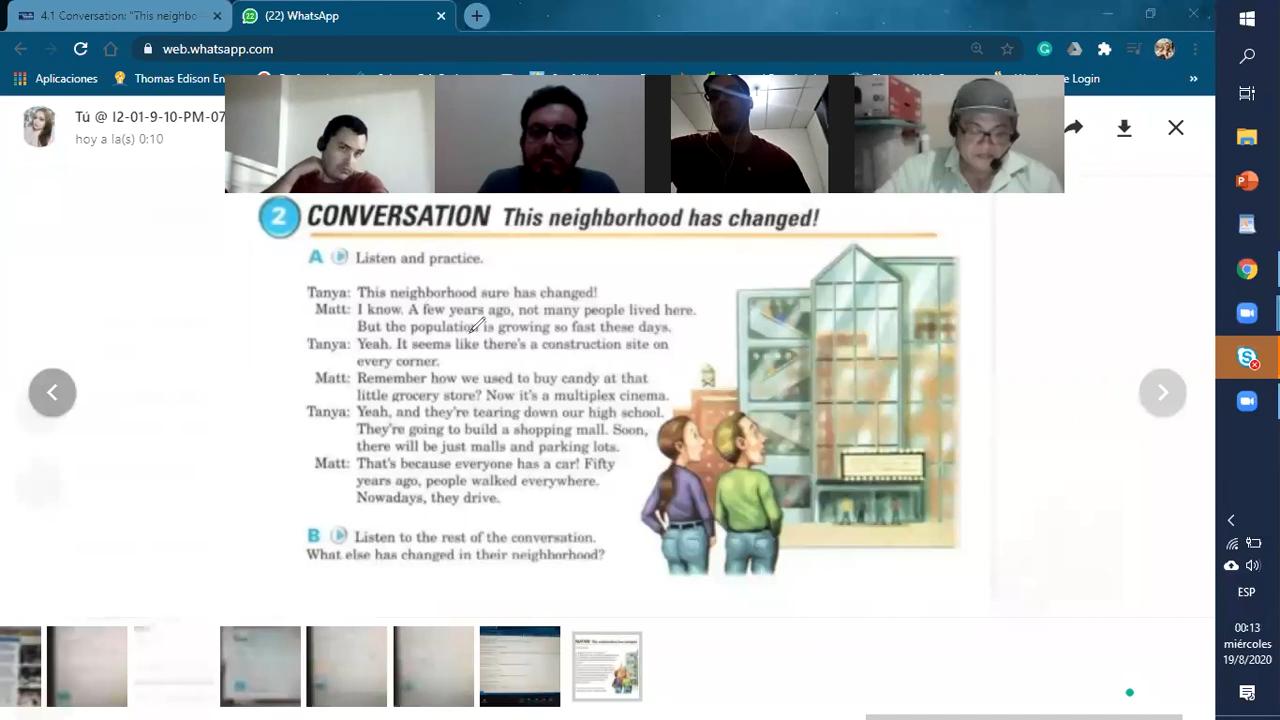 4.1 Conversation: "This neighbo
(22) WhatsApp
web.whatsapp.com
Aplicaciones
Thomas Edison En
e Login
»
Tú @ I2-01-9-10-PM-07
hoy a la(s) 0:10
2 CONVERSATION This neighborhood has changed!
A Listen and practice.
Tanya: This neighborhood sure has changed!
Matt: I know. A few years ago, not many people lived here.
But the population is growing so fast these days.
Tanya: Yeah. It seems like there's a construction site on
every corner.
Matt: Remember how we used to buy candy at that
little grocery store? Now it's a multiplex cinema.
Tanya: Yeah, and they're tearing down our high school.
They're going to build a shopping mall. Soon,
there will be just malls and parking lots.
Matt: That's because everyone has a car! Fifty
years ago, people walked everywhere.
Nowadays, they drive.
B Listen to the rest of the conversation.
What else has changed in their neighborhood?
ESP
00:13
miércoles
19/8/2020